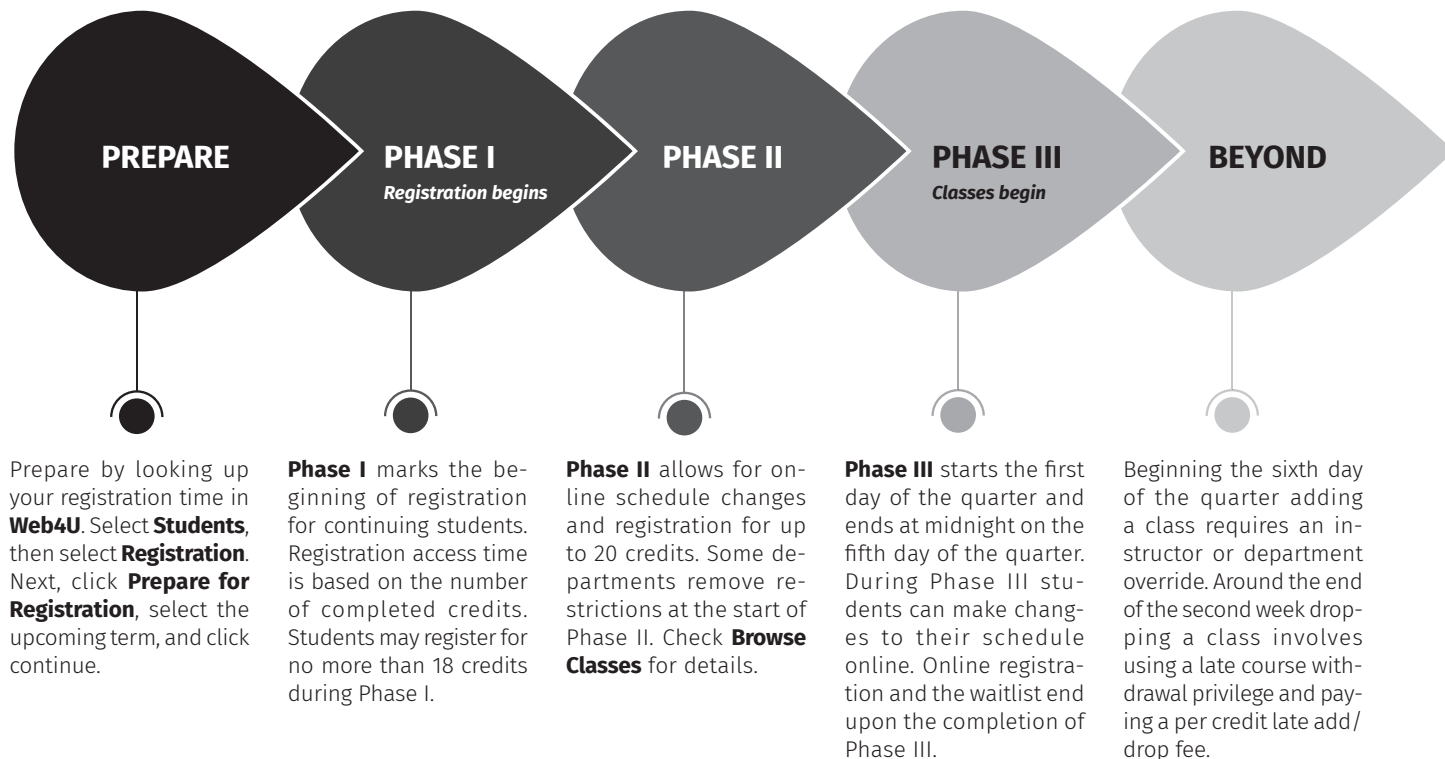 PREPARE
PHASE I
Registration begins
PHASE II
PHASE III
Classes begin
BEYOND
Prepare by looking up
your registration time in
Web4U. Select Students,
then select Registration.
Next, click Prepare for
Registration, select the
upcoming term, and click
continue.
Phase I marks the be-
ginning of registration
for continuing students.
Registration access time
is based on the number
of completed credits.
Students may register for
no more than 18 credits
during Phase I.
Phase II allows for on-
line schedule changes
and registration for up
to 20 credits. Some de-
partments remove re-
strictions at the start of
Phase II. Check Browse
Classes for details.
Phase III starts the first
day of the quarter and
ends at midnight on the
fifth day of the quarter.
During Phase III stu-
dents can make chang-
es to their schedule
online. Online registra-
tion and the waitlist end
upon the completion of
Phase III.
Beginning the sixth day
of the quarter adding
a class requires an in-
structor or department
override. Around the end
of the second week drop-
ping a class involves
using a late course with-
drawal privilege and pay-
ing a per credit late add/
drop fee.